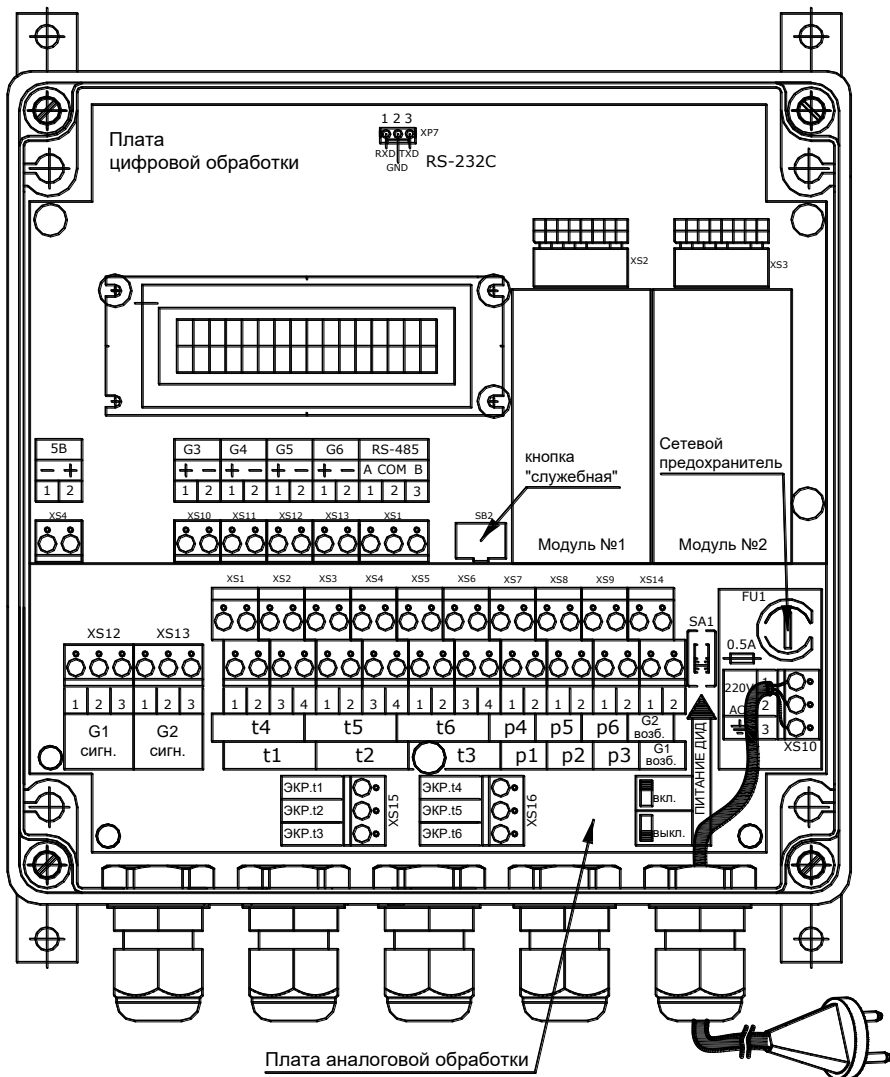 1 2 3
XP7
RXD TXD
GND
RS-232C
Плата
цифровой обработки
XS2
XS3
5В
− +
1 2
XS4
G3 G4 G5 G6 RS-485
+ − + − + − + − A COM B
1 2 1 2 1 2 1 2 1 2 3
XS10 XS11 XS12 XS13 XS1
SB2
кнопка
"служебная"
Сетевой
предохранитель
Модуль №1
Модуль №2
XS1 XS2 XS3 XS4 XS5 XS6 XS7 XS8 XS9 XS14
XS12 XS13
SA1
FU1
0.5А
1 2 3 1 2 3
1 2 3 4 1 2 3 4 1 2 3 4 1 2 1 2 1 2 1 2
G1
сигн.
G2
сигн.
t4 t5 t6 p4 p5 p6
G2
возб.
t1 t2 t3 p1 p2 p3
G1
возб.
220V
AC
1
2
3
XS10
ПИТАНИЕ ДИД
ЭКР.t1
ЭКР.t2
ЭКР.t3
XS15
ЭКР.t4
ЭКР.t5
ЭКР.t6
XS16
вкл.
выкл.
Плата аналоговой обработки